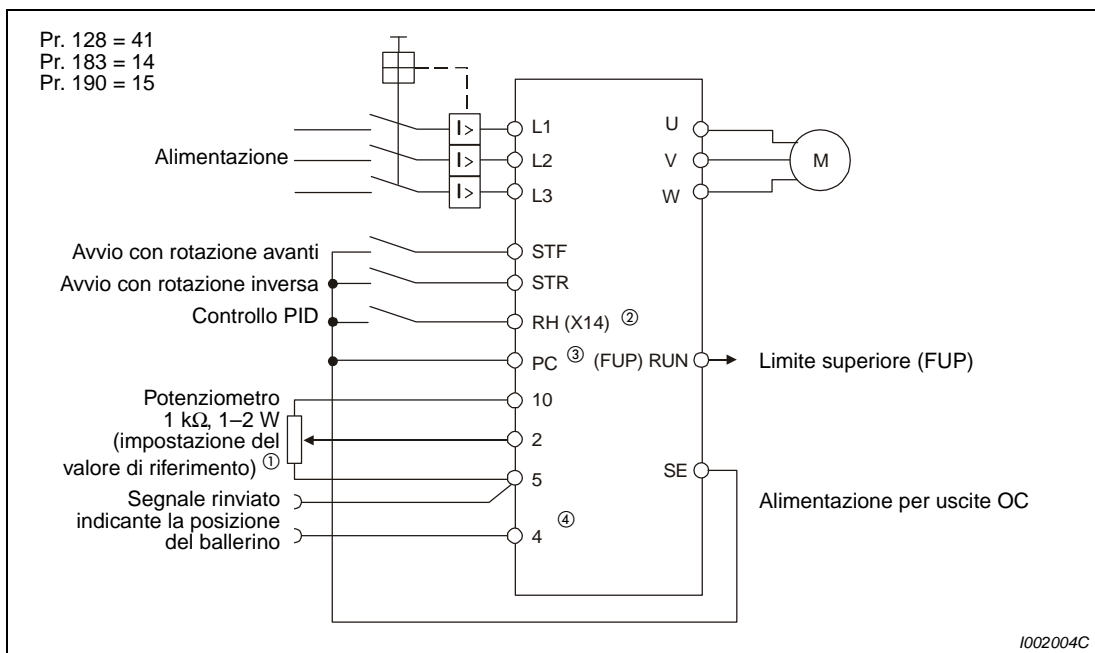 Pr. 128 = 41
Pr. 183 = 14
Pr. 190 = 15
Alimentazione
I>
I>
I>
L1
L2
L3
U
V
W
M
Avvio con rotazione avanti
STF
Avvio con rotazione inversa
STR
Controllo PID
RH (X14) ②
PC ③ (FUP) RUN
Limite superiore (FUP)
Potenziometro
1 kΩ, 1–2 W
(impostazione del
valore di riferimento) ①
10
2
5
Segnale rinviato
indicante la posizione
del ballerino
4 ④
SE
Alimentazione per uscite OC
I002004C